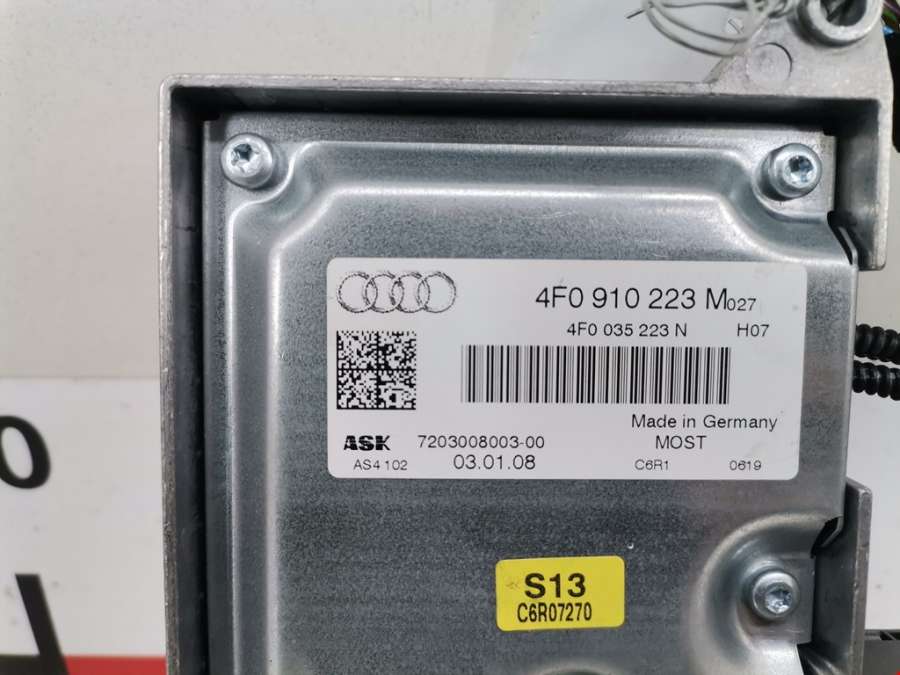 4F0 910 223 M027
4F0 035 223 N H07
Made in Germany
ASK 7203008003-00 MOST
AS4 102 03.01.08 C6R1 0619
S13
C6R07270